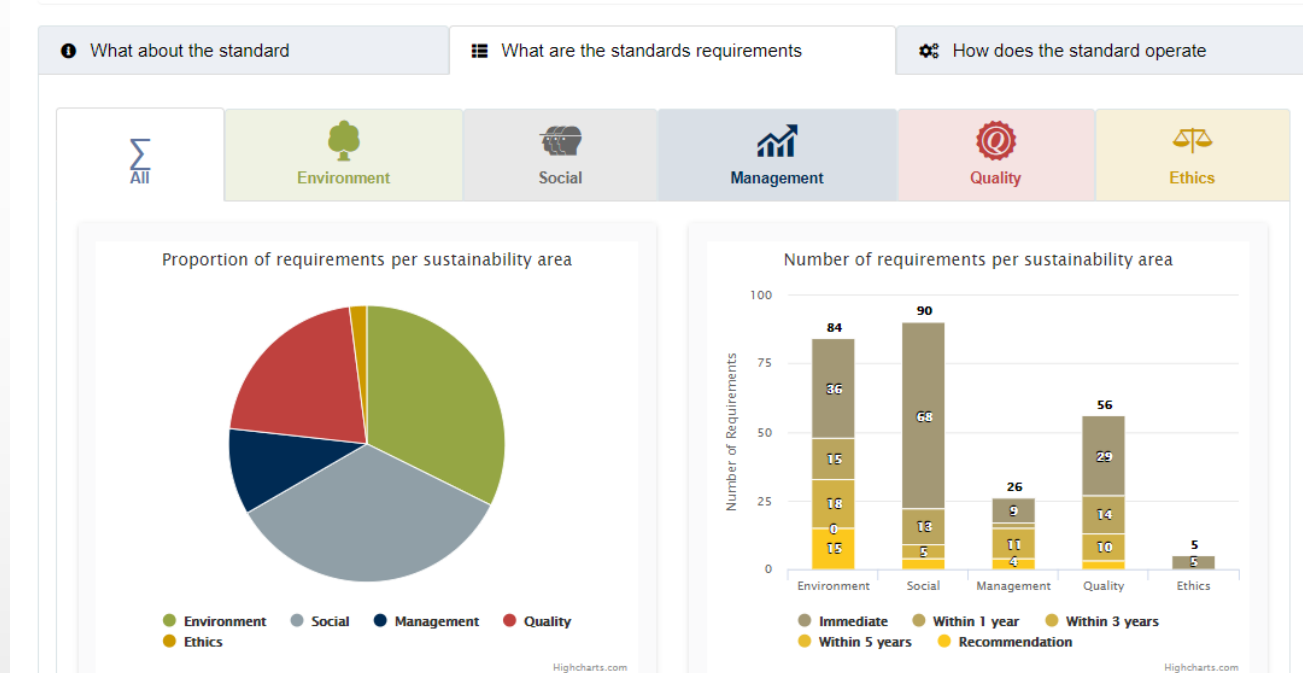 What about the standard
What are the standards requirements
How does the standard operate
∑
All
Environment
Social
Q
Management
Quality
Ethics
Proportion of requirements per sustainability area
Environment Social Management Quality
Ethics
Highcharts.com
Number of requirements per sustainability area
Number of Requirements
100
75
50
25
0
84
36
15
18
0
15
90
68
13
5
26
9
11
4
56
29
14
10
5
5
Environment Social Management Quality Ethics
Immediate Within 1 year Within 3 years
Within 5 years Recommendation
Highcharts.com